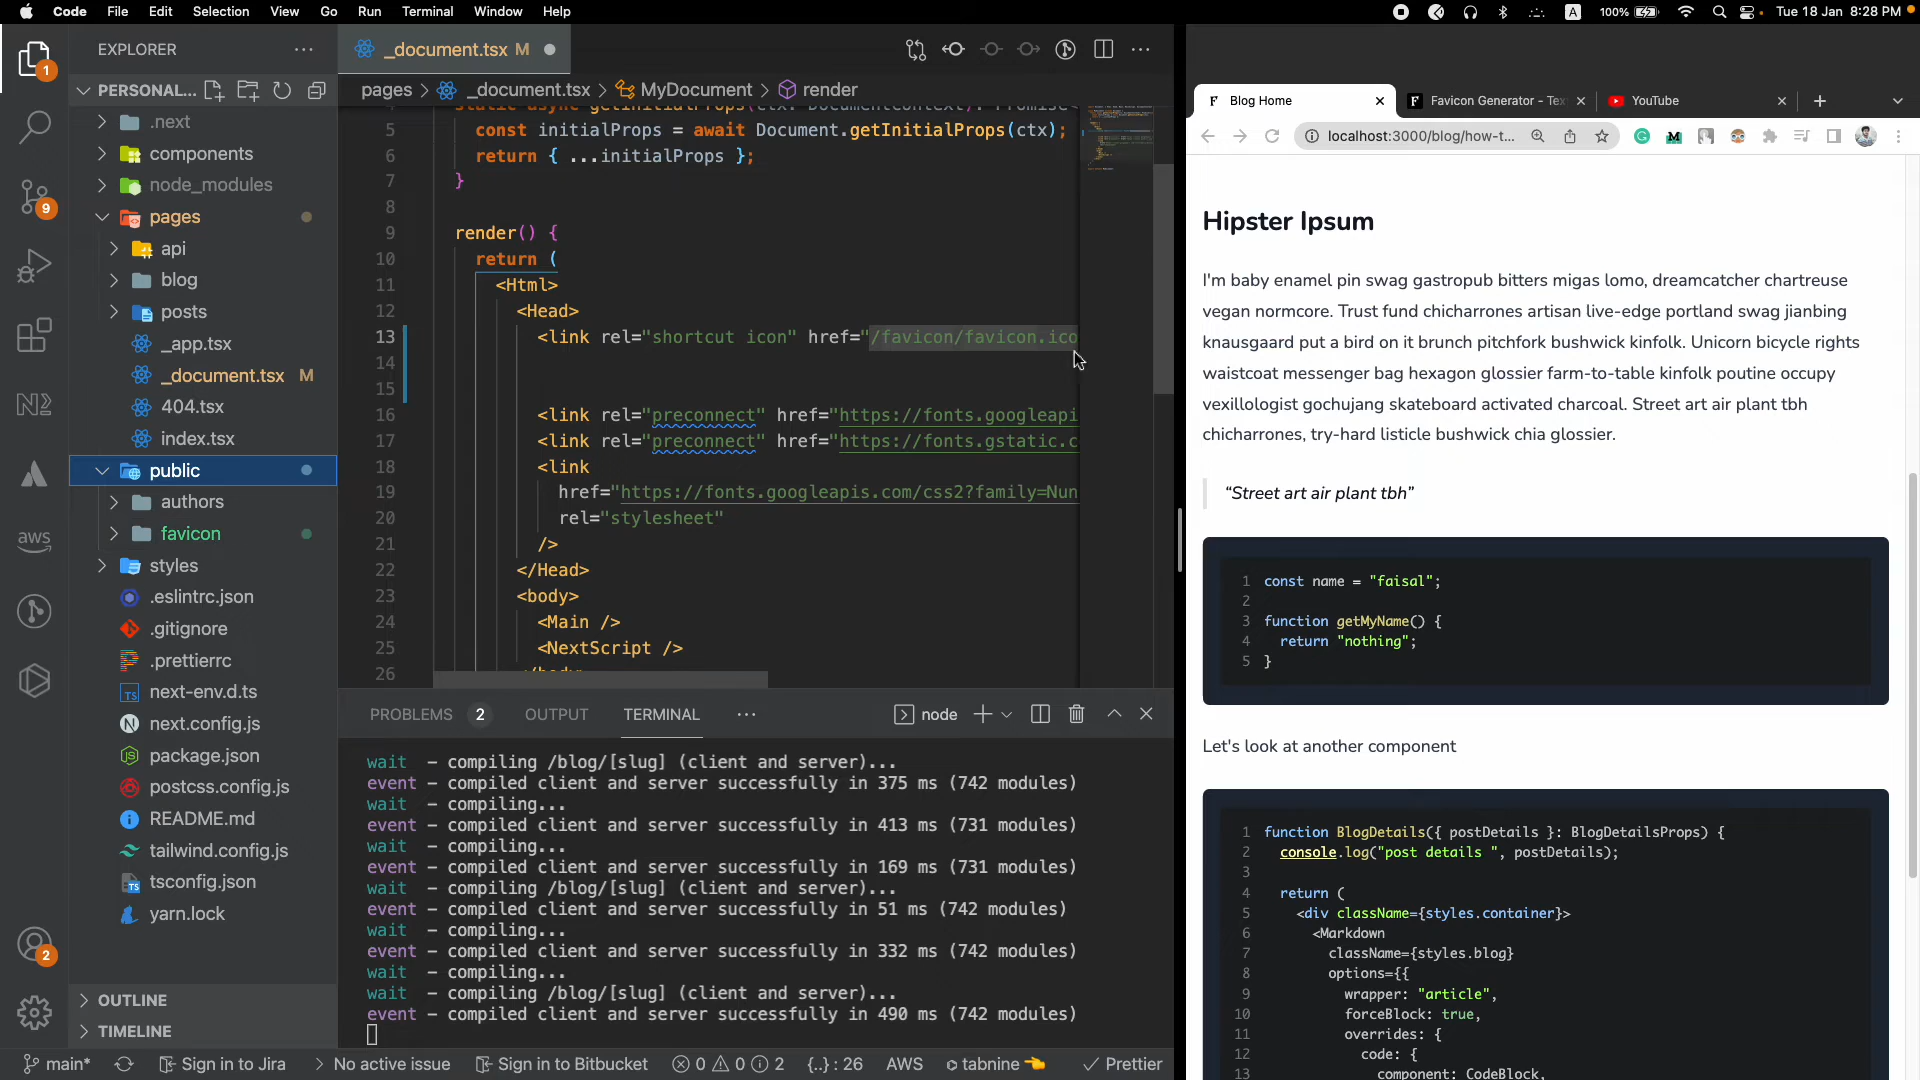 Code File Edit Selection View Go Run Terminal Window Help
A 100% Tue 18 Jan 8:28 PM
EXPLORER
1
PERSONAL...
.next
components
node_modules
9
pages
api
blog
posts
_app.tsx
_document.tsx M
404.tsx
index.tsx
public
authors
aws
favicon
styles
.eslintrc.json
.gitignore
.prettierrc
next-env.d.ts
next.config.js
package.json
postcss.config.js
README.md
tailwind.config.js
tsconfig.json
yarn.lock
2
OUTLINE
TIMELINE
_document.tsx M
pages > _document.tsx > MyDocument > render
5 const initialProps = await Document.getInitialProps(ctx);
6 return { ...initialProps };
7 }
8
9 render() {
10 return (
11 <Html>
12 <Head>
13 <link rel="shortcut icon" href="/favicon/favicon.ico
14
15
16 <link rel="preconnect" href="https://fonts.googleapi
17 <link rel="preconnect" href="https://fonts.gstatic.c
18 <link
19 href="https://fonts.googleapis.com/css2?family=Nun
20 rel="stylesheet"
21 />
22 </Head>
23 <body>
24 <Main />
25 <NextScript />
26
PROBLEMS 2 OUTPUT TERMINAL ... node
wait - compiling /blog/[slug] (client and server)...
event - compiled client and server successfully in 375 ms (742 modules)
wait - compiling...
event - compiled client and server successfully in 413 ms (731 modules)
wait - compiling...
event - compiled client and server successfully in 169 ms (731 modules)
wait - compiling /blog/[slug] (client and server)...
event - compiled client and server successfully in 51 ms (742 modules)
wait - compiling...
event - compiled client and server successfully in 332 ms (742 modules)
wait - compiling...
wait - compiling /blog/[slug] (client and server)...
event - compiled client and server successfully in 490 ms (742 modules)
main* Sign in to Jira > No active issue Sign in to Bitbucket 0 0 2 {..} : 26 AWS tabnine Prettier
F Blog Home
F Favicon Generator - Tex
YouTube
localhost:3000/blog/how-t...
Hipster Ipsum
I'm baby enamel pin swag gastropub bitters migas lomo, dreamcatcher chartreuse
vegan normcore. Trust fund chicharrones artisan live-edge portland swag jianbing
knausgaard put a bird on it brunch pitchfork bushwick kinfolk. Unicorn bicycle rights
waistcoat messenger bag hexagon glossier farm-to-table kinfolk poutine occupy
vexillologist gochujang skateboard activated charcoal. Street art air plant tbh
chicharrones, try-hard listicle bushwick chia glossier.
“Street art air plant tbh”
1 const name = "faisal";
2
3 function getMyName() {
4 return "nothing";
5 }
Let's look at another component
1 function BlogDetails({ postDetails }: BlogDetailsProps) {
2 console.log("post details ", postDetails);
3
4 return (
5 <div className={styles.container}>
6 <Markdown
7 className={styles.blog}
8 options={{
9 wrapper: "article",
10 forceBlock: true,
11 overrides: {
12 code: {
13 component: CodeBlock,